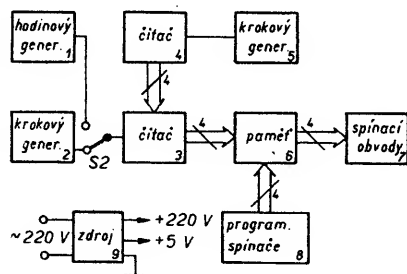 hodinový
gener.
1
čítač
4
krokový
gener.
5
4
krokový
gener.
2
S2
čítač
3
4
paměť
6
4
spínací
obvody
7
4
~220 V
zdroj
9
+220 V
+5 V
program.
spínače
8